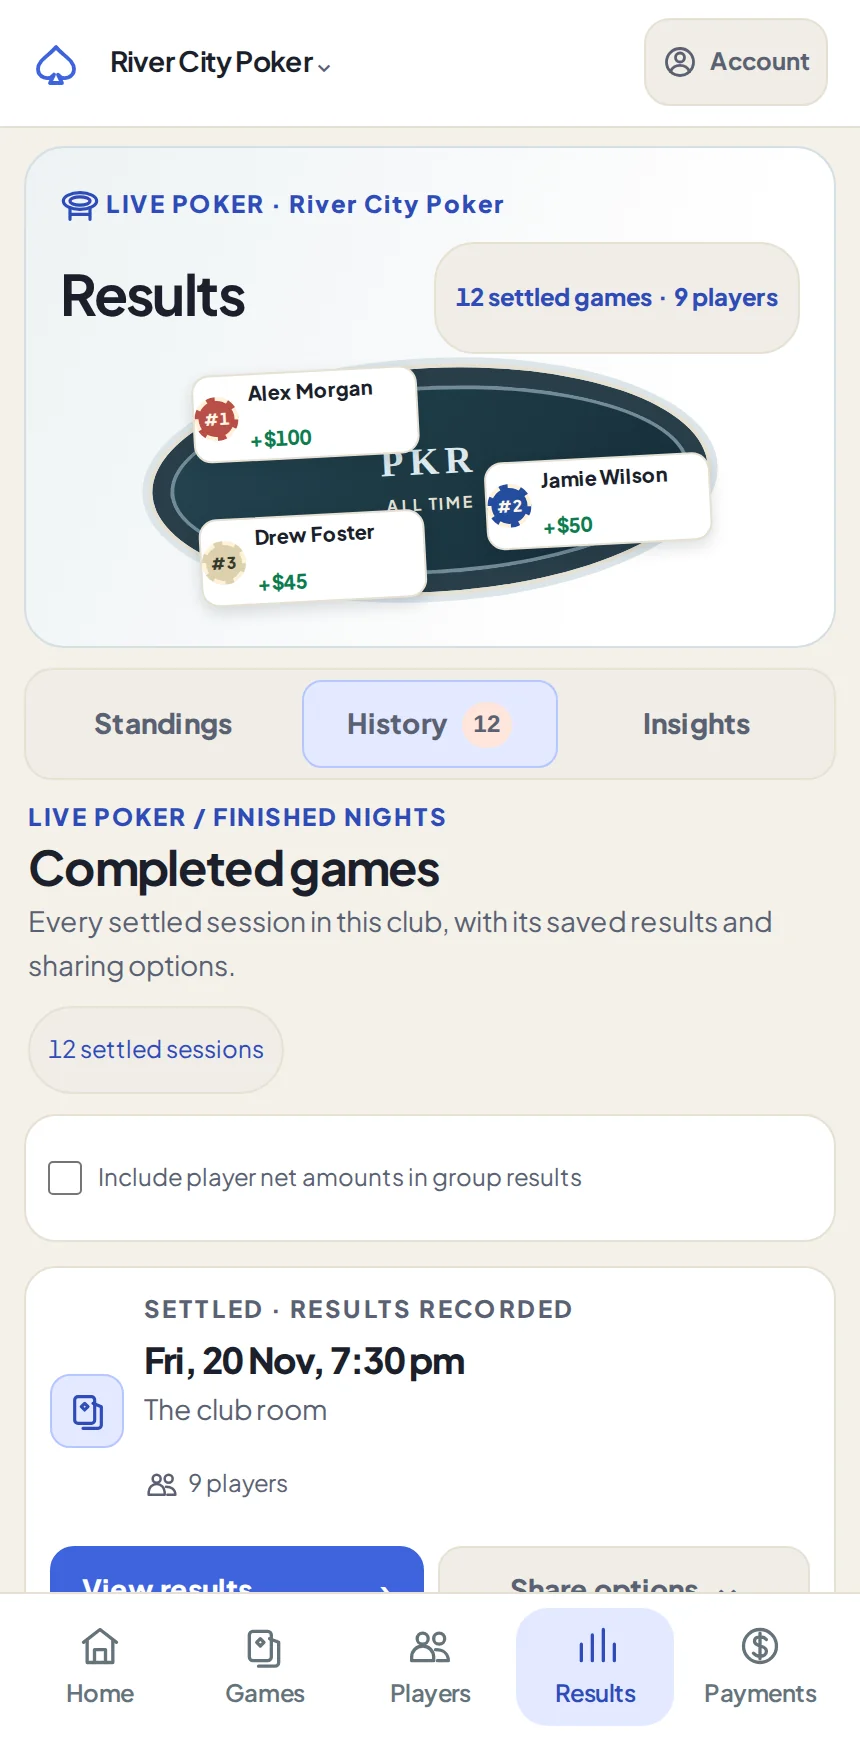 River City Poker
Account
LIVE POKER · River City Poker
Results
12 settled games · 9 players
Alex Morgan
#1
+$100
PKR
Jamie Wilson
#2
ALL TIME
+$50
Drew Foster
#3
+$45
Standings
History 12
Insights
LIVE POKER / FINISHED NIGHTS
Completed games
Every settled session in this club, with its saved results and
sharing options.
12 settled sessions
Include player net amounts in group results
SETTLED · RESULTS RECORDED
Fri, 20 Nov, 7:30 pm
The club room
9 players
View results
Share options
Home
Games
Players
Results
Payments